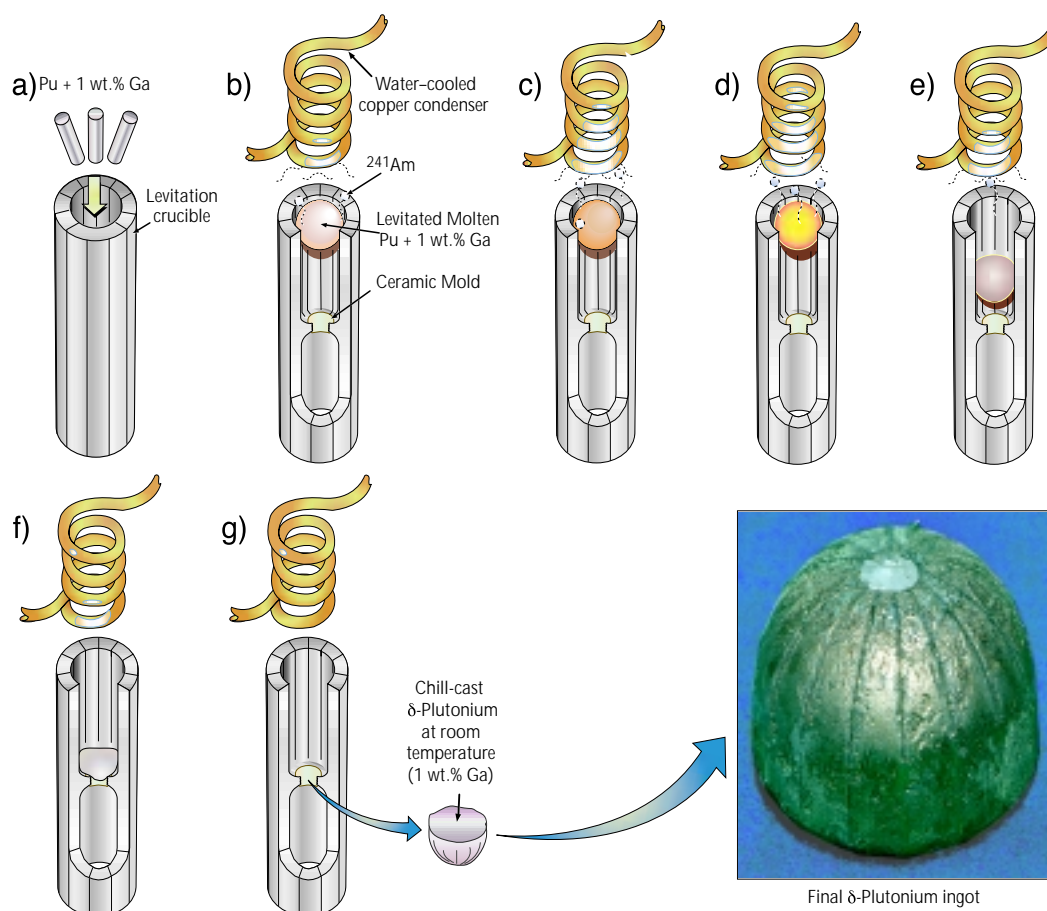 a)
Pu + 1 wt.% Ga
Levitation
crucible
b)
Water-cooled
copper condenser
²⁴¹Am
Levitated Molten
Pu + 1 wt.% Ga
Ceramic Mold
c)
d)
e)
f)
g)
Chill-cast
δ-Plutonium
at room
temperature
(1 wt.% Ga)
Final δ-Plutonium ingot